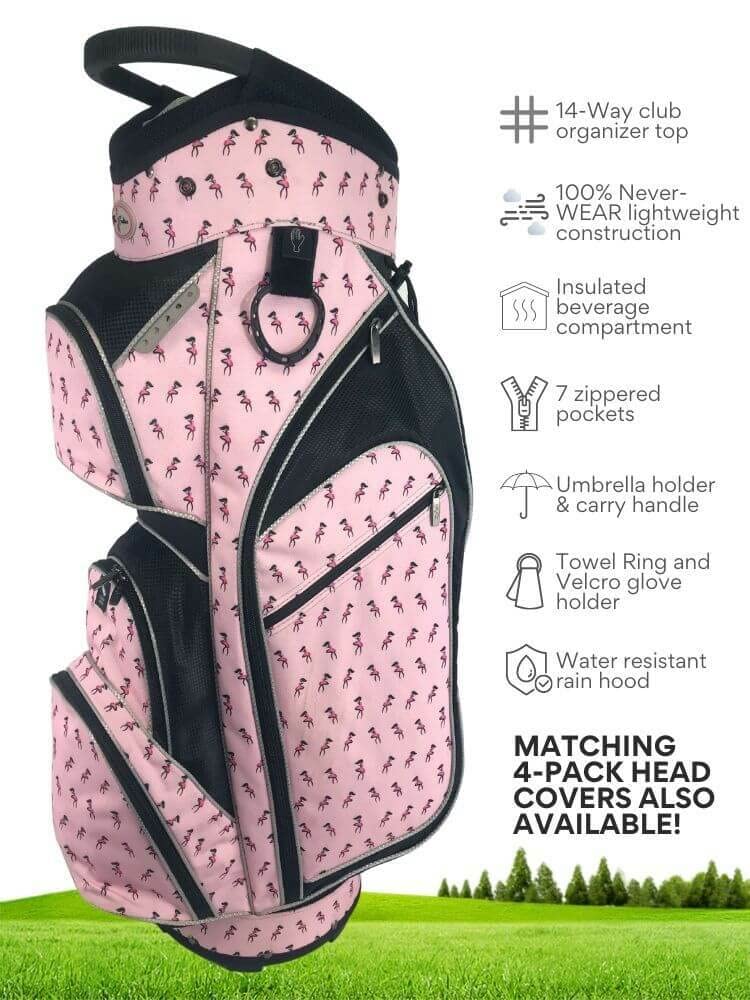 14-Way club
organizer top
100% Never-
WEAR lightweight
construction
Insulated
beverage
compartment
7 zippered
pockets
Umbrella holder
& carry handle
Towel Ring and
Velcro glove
holder
Water resistant
rain hood
MATCHING
4-PACK HEAD
COVERS ALSO
AVAILABLE!